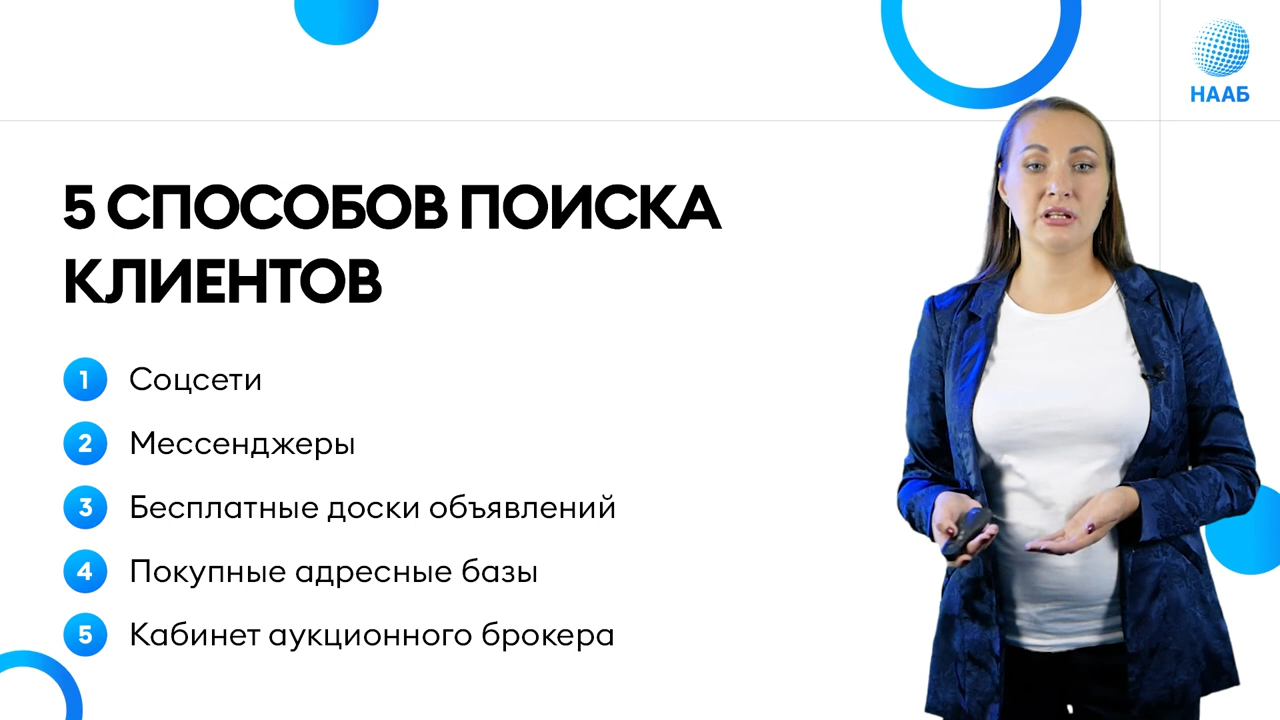 НААБ
5 СПОСОБОВ ПОИСКА
КЛИЕНТОВ
1 Соцсети
2 Мессенджеры
3 Бесплатные доски объявлений
4 Покупные адресные базы
5 Кабинет аукционного брокера